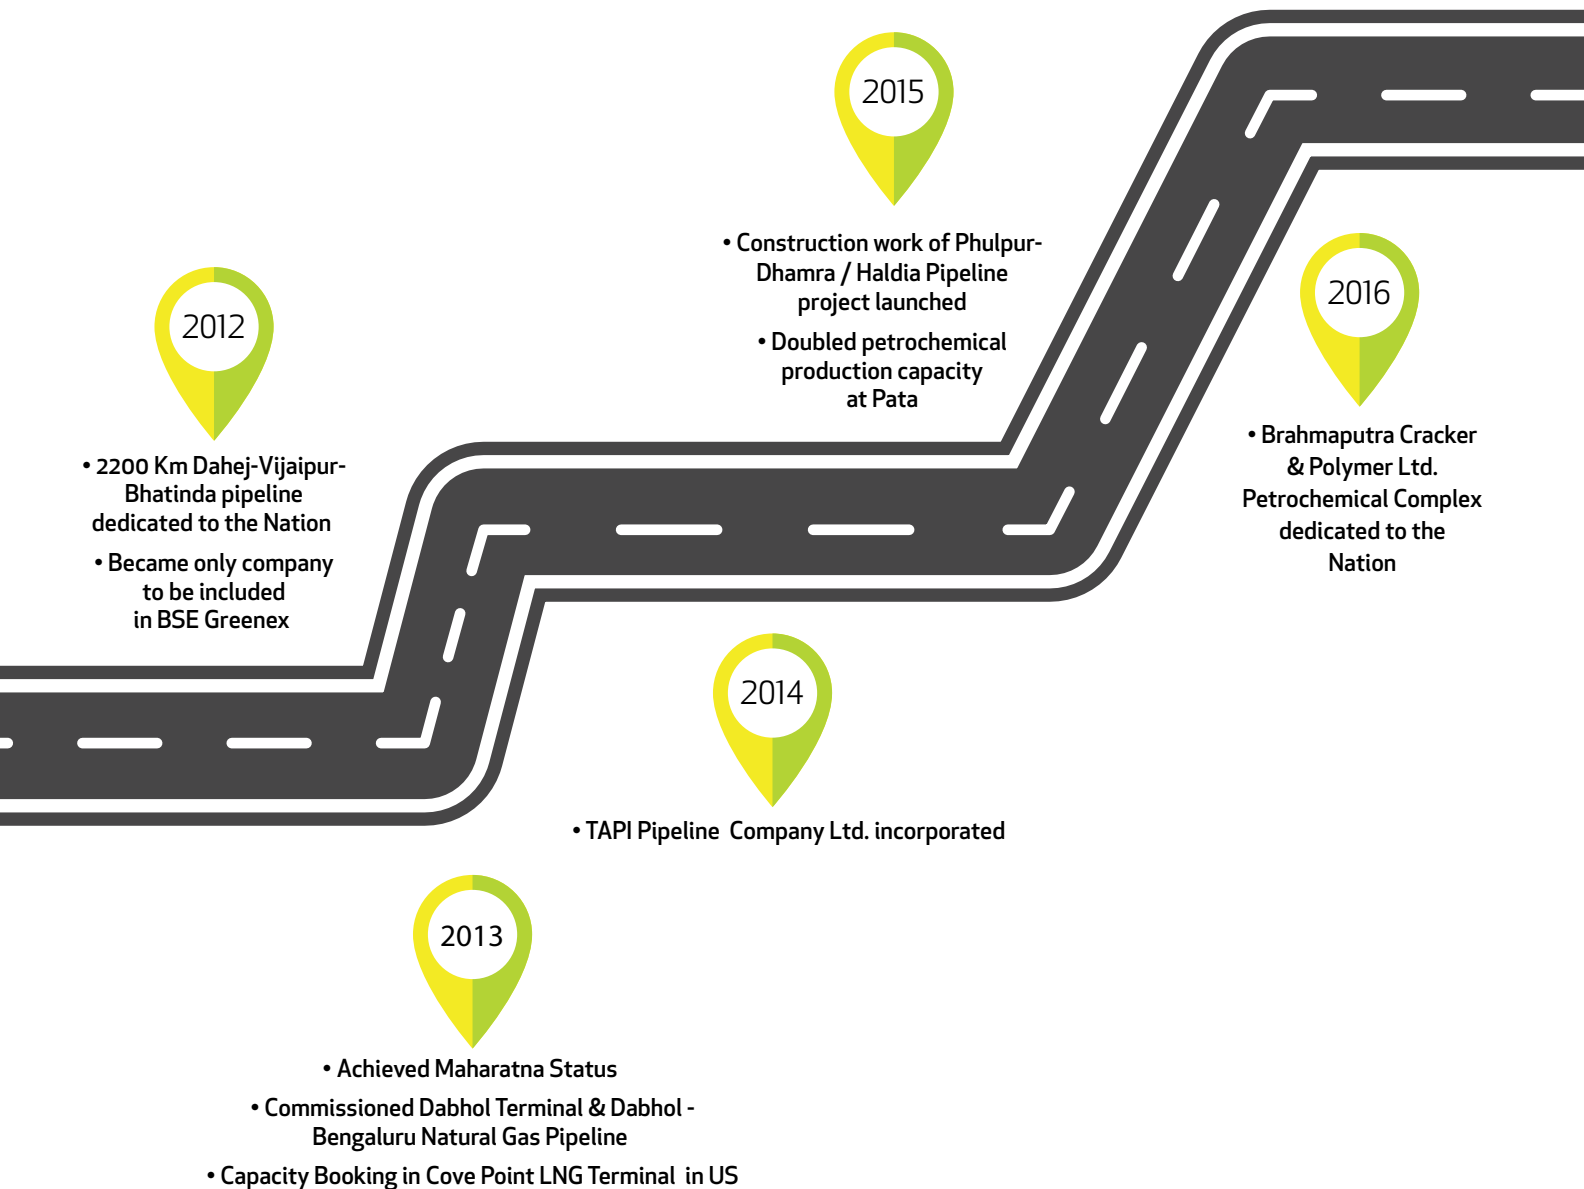 2012
• 2200 Km Dahej-Vijaipur-
Bhatinda pipeline
dedicated to the Nation
• Became only company
to be included
in BSE Greenex
2013
• Achieved Maharatna Status
• Commissioned Dabhol Terminal & Dabhol -
Bengaluru Natural Gas Pipeline
• Capacity Booking in Cove Point LNG Terminal in US
2014
• TAPI Pipeline Company Ltd. incorporated
2015
• Construction work of Phulpur-
Dhamra / Haldia Pipeline
project launched
• Doubled petrochemical
production capacity
at Pata
2016
• Brahmaputra Cracker
& Polymer Ltd.
Petrochemical Complex
dedicated to the
Nation